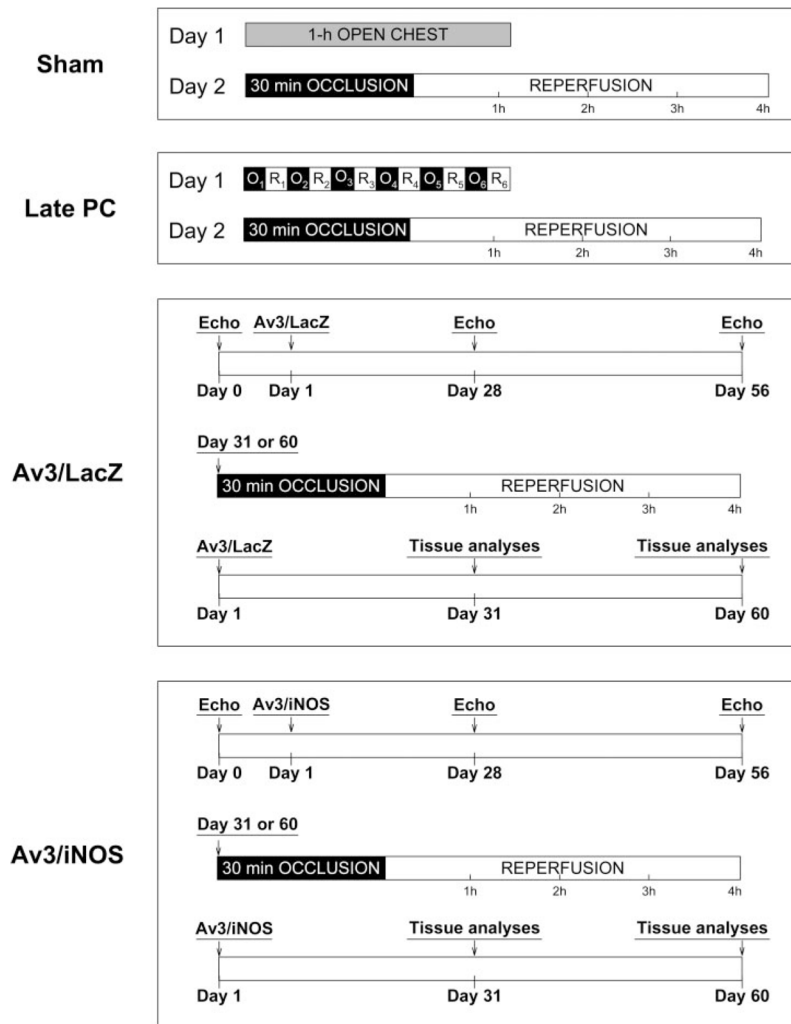 Sham
Day 1 1-h OPEN CHEST
Day 2 30 min OCCLUSION REPERFUSION
1h 2h 3h 4h
Late PC
Day 1 O1 R1 O2 R2 O3 R3 O4 R4 O5 R5 O6 R6
Day 2 30 min OCCLUSION REPERFUSION
1h 2h 3h 4h
Av3/LacZ
Echo Av3/LacZ Echo Echo
Day 0 Day 1 Day 28 Day 56
Day 31 or 60
30 min OCCLUSION REPERFUSION
1h 2h 3h 4h
Av3/LacZ Tissue analyses Tissue analyses
Day 1 Day 31 Day 60
Av3/iNOS
Echo Av3/iNOS Echo Echo
Day 0 Day 1 Day 28 Day 56
Day 31 or 60
30 min OCCLUSION REPERFUSION
1h 2h 3h 4h
Av3/iNOS Tissue analyses Tissue analyses
Day 1 Day 31 Day 60